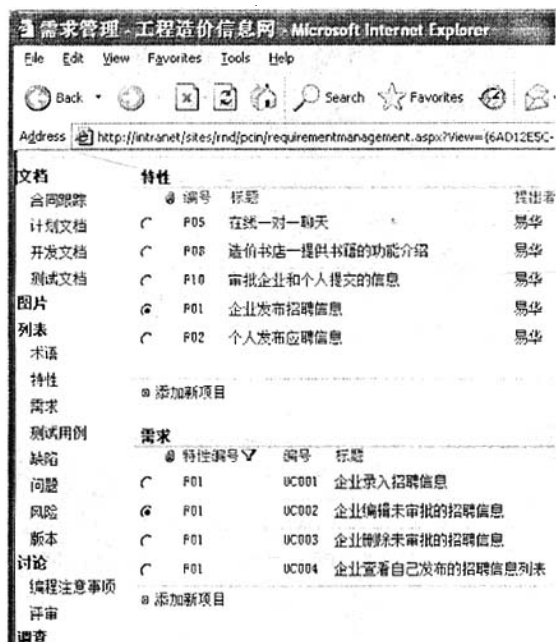 需求管理 - 工程造价信息网 - Microsoft Internet Explorer
File Edit View Favorites Tools Help
Back Search Favorites
Address http://intranet/sites/rnd/pcin/requirementmanagement.aspx?View={6AD12E5C-
文档
合同跟踪
计划文档
开发文档
测试文档
图片
列表
术语
特性
需求
测试用例
缺陷
问题
风险
版本
讨论
编程注意事项
评审
调查
特性
编号 标题 提出者
F05 在线一对一聊天 易华
F08 造价书店—提供书籍的功能介绍 易华
F10 审批企业和个人提交的信息 易华
F01 企业发布招聘信息 易华
F02 个人发布应聘信息 易华
添加新项目
需求
特性编号 编号 标题
F01 UC001 企业录入招聘信息
F01 UC002 企业编辑未审批的招聘信息
F01 UC003 企业删除未审批的招聘信息
F01 UC004 企业查看自己发布的招聘信息列表
添加新项目